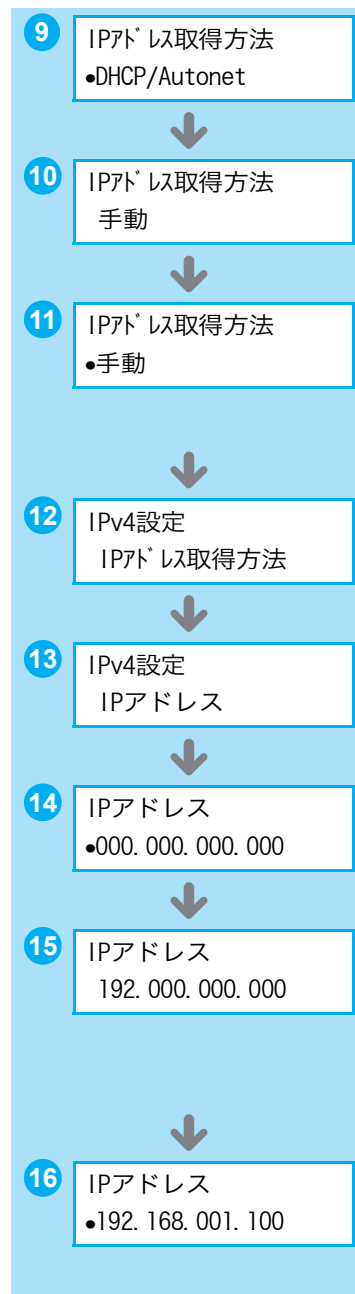 9
IPｱﾄﾞﾚｽ取得方法
●DHCP/Autonet
10
IPｱﾄﾞﾚｽ取得方法
手動
11
IPｱﾄﾞﾚｽ取得方法
●手動
12
IPv4設定
IPｱﾄﾞﾚｽ取得方法
13
IPv4設定
IPアドレス
14
IPアドレス
●000.000.000.000
15
IPアドレス
192.000.000.000
16
IPアドレス
●192.168.001.100